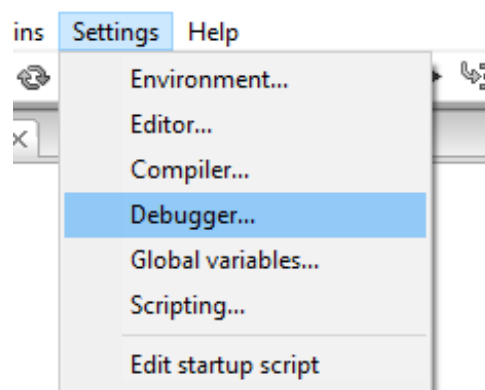 ins Settings Help
Environment...
Editor...
Compiler...
Debugger...
Global variables...
Scripting...
Edit startup script